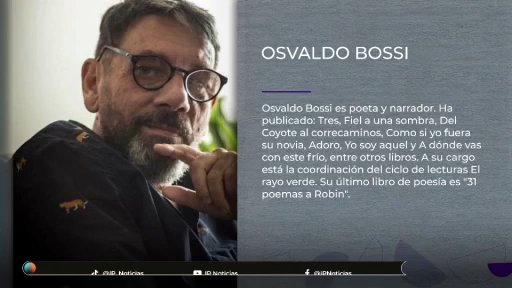 OSVALDO BOSSI
Osvaldo Bossi es poeta y narrador. Ha
publicado: Tres, Fiel a una sombra, Del
Coyote al correcaminos, Como si yo fuera
su novia, Adoro, Yo soy aquel y A dónde vas
con este frío, entre otros libros. A su cargo
está la coordinación del ciclo de lecturas El
rayo verde. Su último libro de poesía es "31
poemas a Robin".
@IP_Noticias IP Noticias @IPNoticias